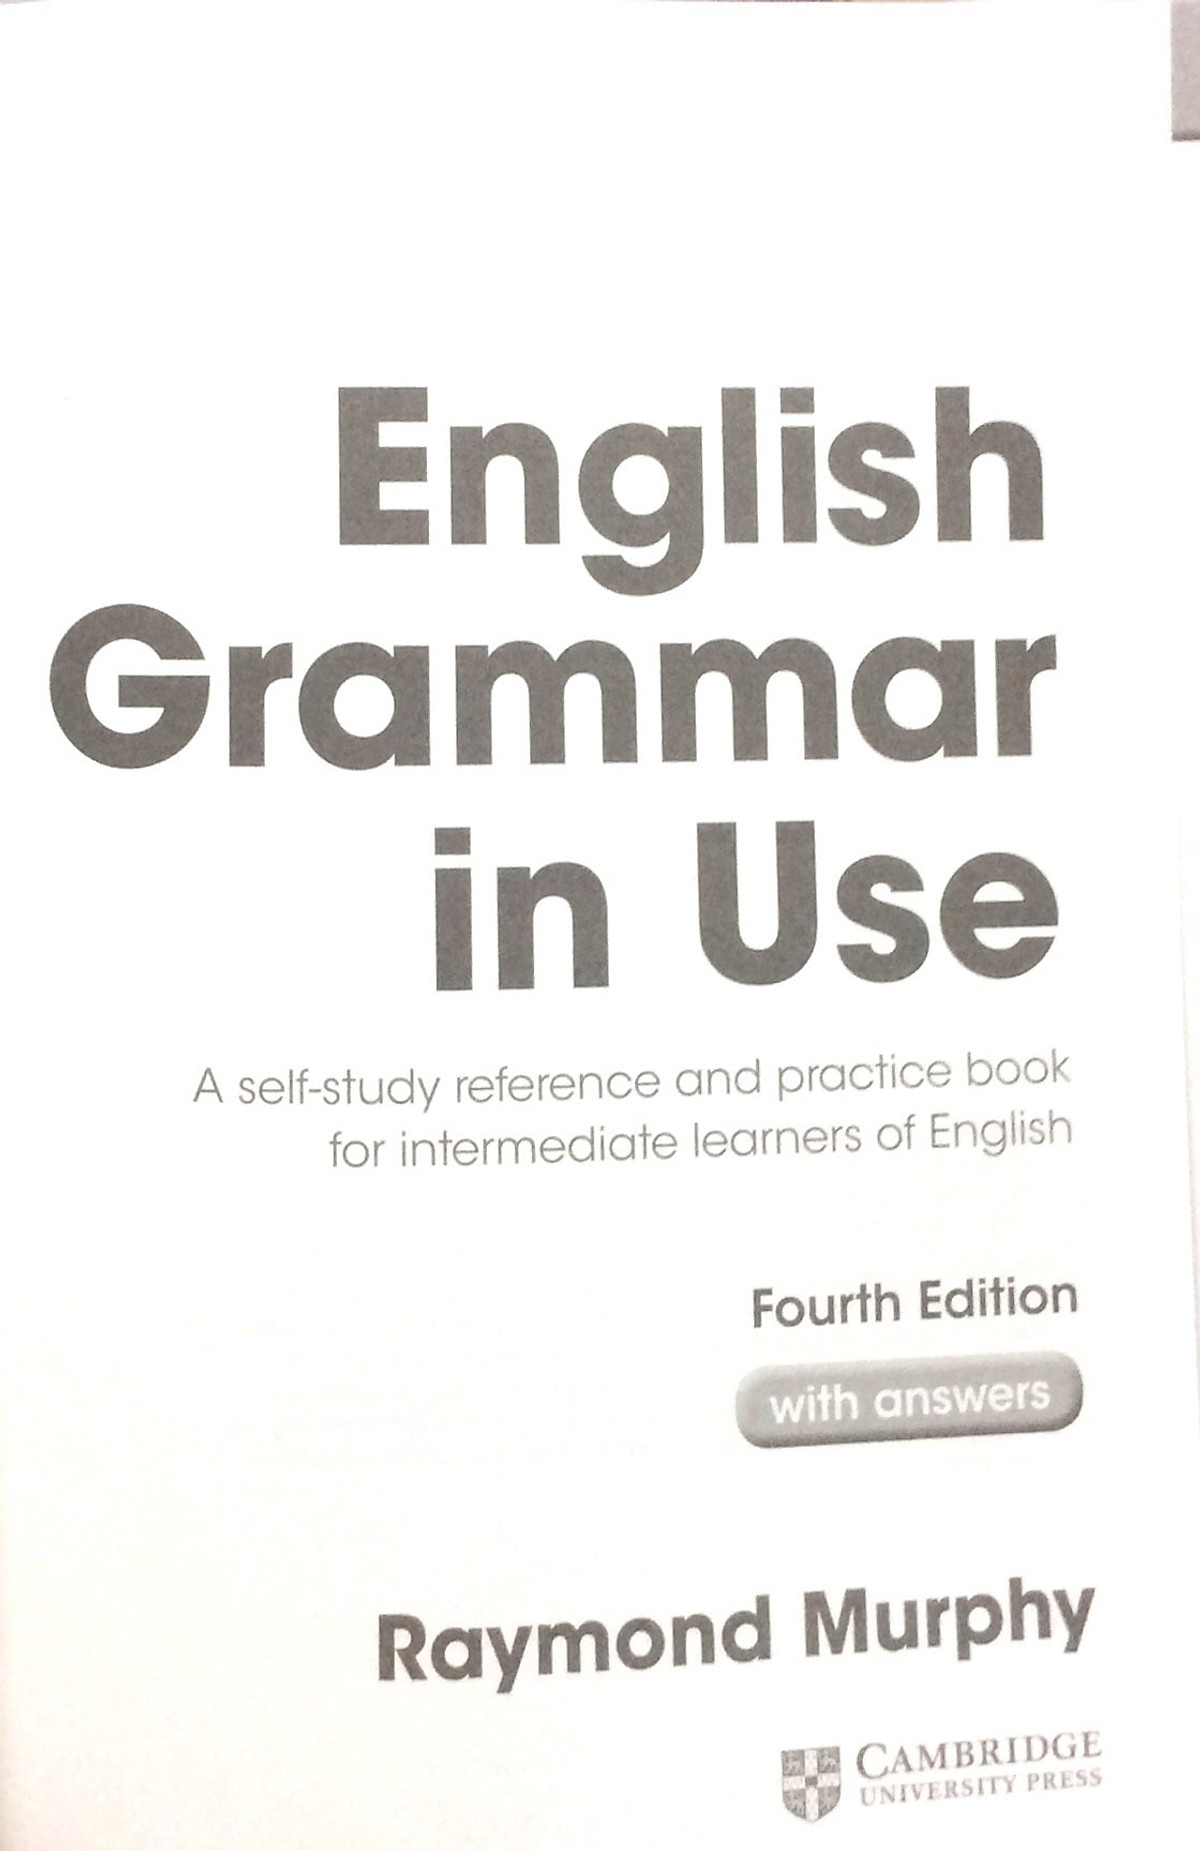 English
Grammar
in Use
A self-study reference and practice book
for intermediate learners of English
Fourth Edition
with answers
Raymond Murphy
CAMBRIDGE
UNIVERSITY PRESS